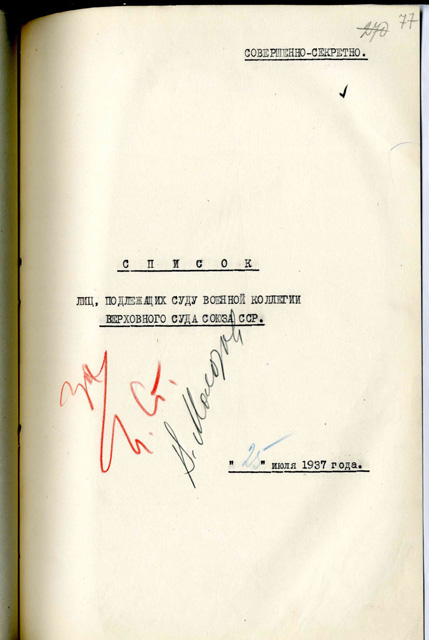 270 77
СОВЕРШЕННО-СЕКРЕТНО.
С П И С О К
ЛИЦ, ПОДЛЕЖАЩИХ СУДУ ВОЕННОЙ КОЛЛЕГИИ
ВЕРХОВНОГО СУДА СОЮЗА ССР.
за
И. Ст.
В. Молотов
"25" июля 1937 года.